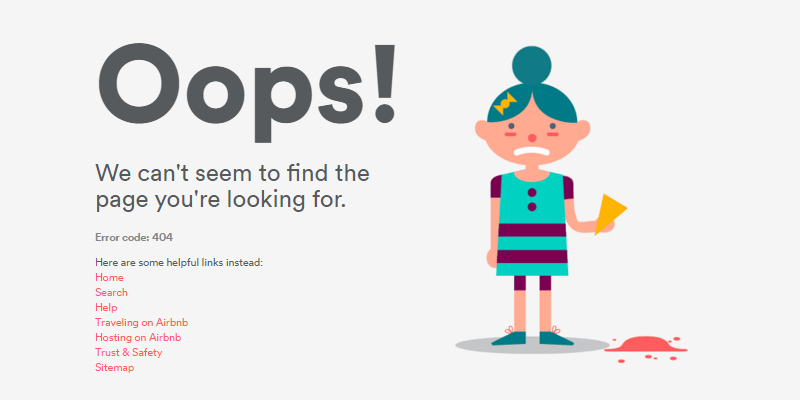 Oops!
We can't seem to find the
page you're looking for.
Error code: 404
Here are some helpful links instead:
Home
Search
Help
Traveling on Airbnb
Hosting on Airbnb
Trust & Safety
Sitemap